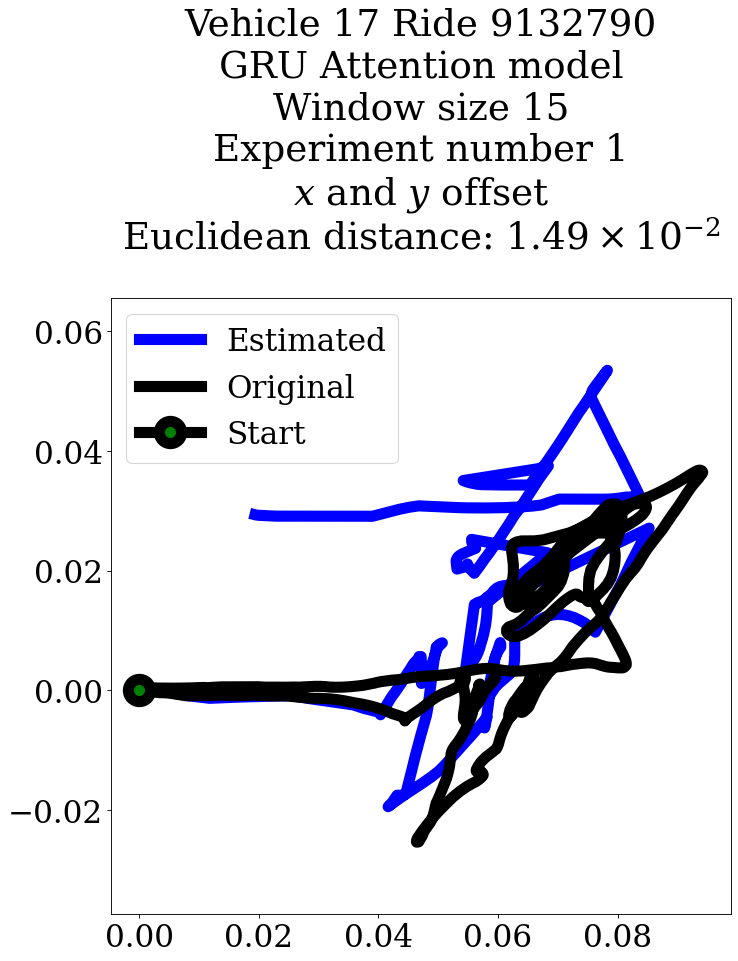 Vehicle 17 Ride 9132790
GRU Attention model
Window size 15
Experiment number 1
x and y offset
Euclidean distance: 1.49 × 10⁻²
Estimated
Original
Start
0.06
0.04
0.02
0.00
−0.02
0.00 0.02 0.04 0.06 0.08